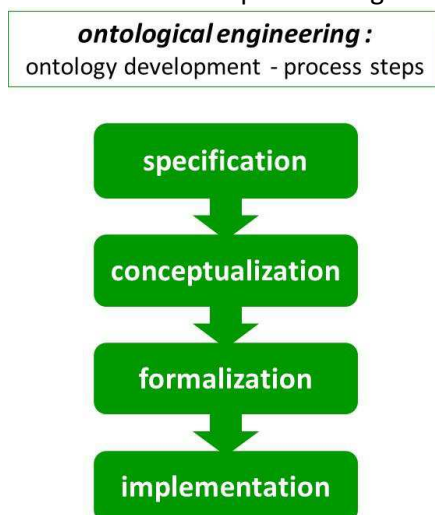 ontological engineering :
ontology development - process steps
specification
conceptualization
formalization
implementation